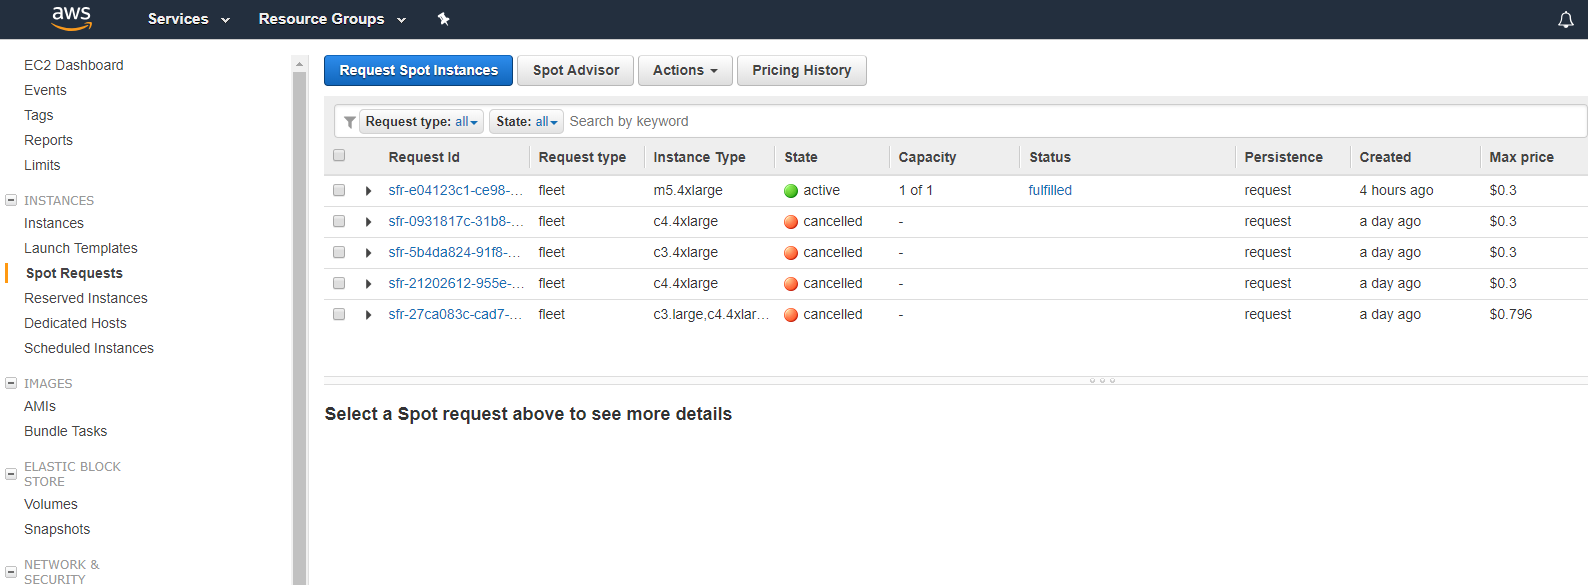 aws Services Resource Groups
EC2 Dashboard
Events
Tags
Reports
Limits
INSTANCES
Instances
Launch Templates
Spot Requests
Reserved Instances
Dedicated Hosts
Scheduled Instances
IMAGES
AMIs
Bundle Tasks
ELASTIC BLOCK
STORE
Volumes
Snapshots
NETWORK &
SECURITY
Request Spot Instances Spot Advisor Actions Pricing History
Request type: all State: all Search by keyword
Request Id Request type Instance Type State Capacity Status Persistence Created Max price
sfr-e04123c1-ce98-... fleet m5.4xlarge active 1 of 1 fulfilled request 4 hours ago $0.3
sfr-0931817c-31b8-... fleet c4.4xlarge cancelled - request a day ago $0.3
sfr-5b4da824-91f8-... fleet c3.4xlarge cancelled - request a day ago $0.3
sfr-21202612-955e-... fleet c4.4xlarge cancelled - request a day ago $0.3
sfr-27ca083c-cad7-... fleet c3.large,c4.4xlar... cancelled - request a day ago $0.796
Select a Spot request above to see more details